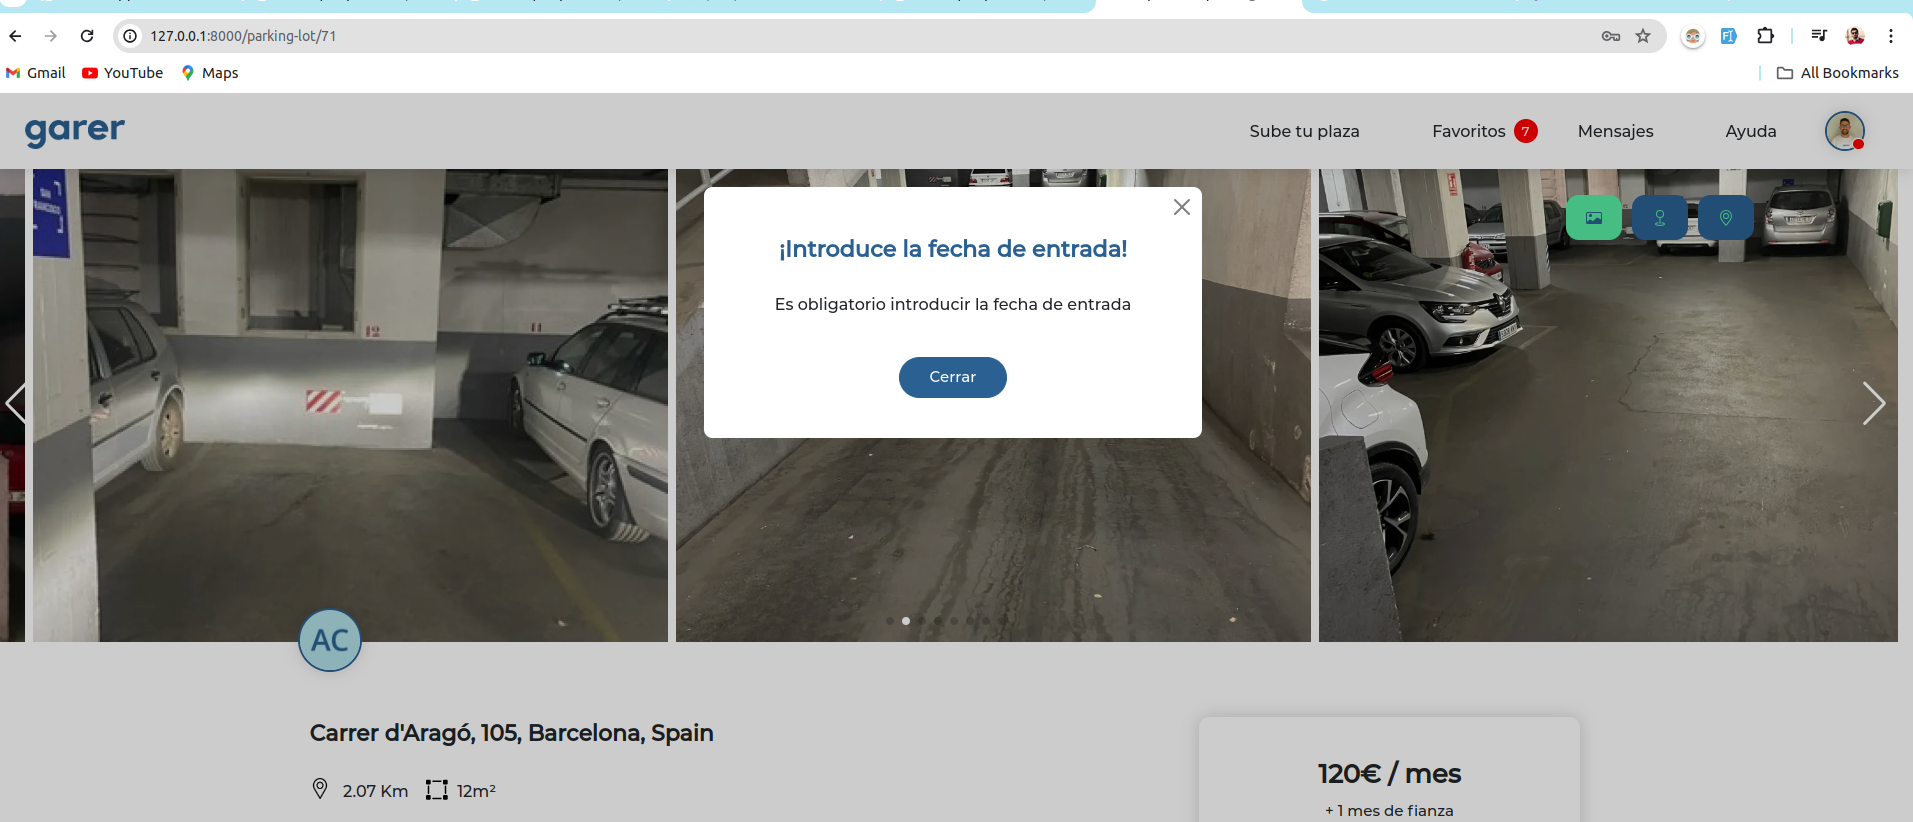 127.0.0.1:8000/parking-lot/71
Gmail YouTube Maps All Bookmarks
garer Sube tu plaza Favoritos 7 Mensajes Ayuda
¡Introduce la fecha de entrada!
Es obligatorio introducir la fecha de entrada
Cerrar
12
11
AC
Carrer d'Aragó, 105, Barcelona, Spain
2.07 Km 12m²
120€ / mes
+ 1 mes de fianza